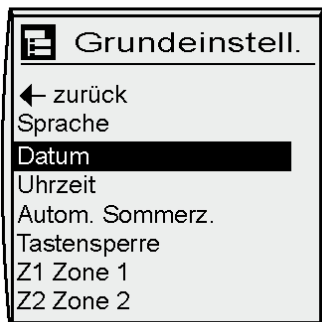 Grundeinstell.
zurück
Sprache
Datum
Uhrzeit
Autom. Sommerz.
Tastensperre
Z1 Zone 1
Z2 Zone 2